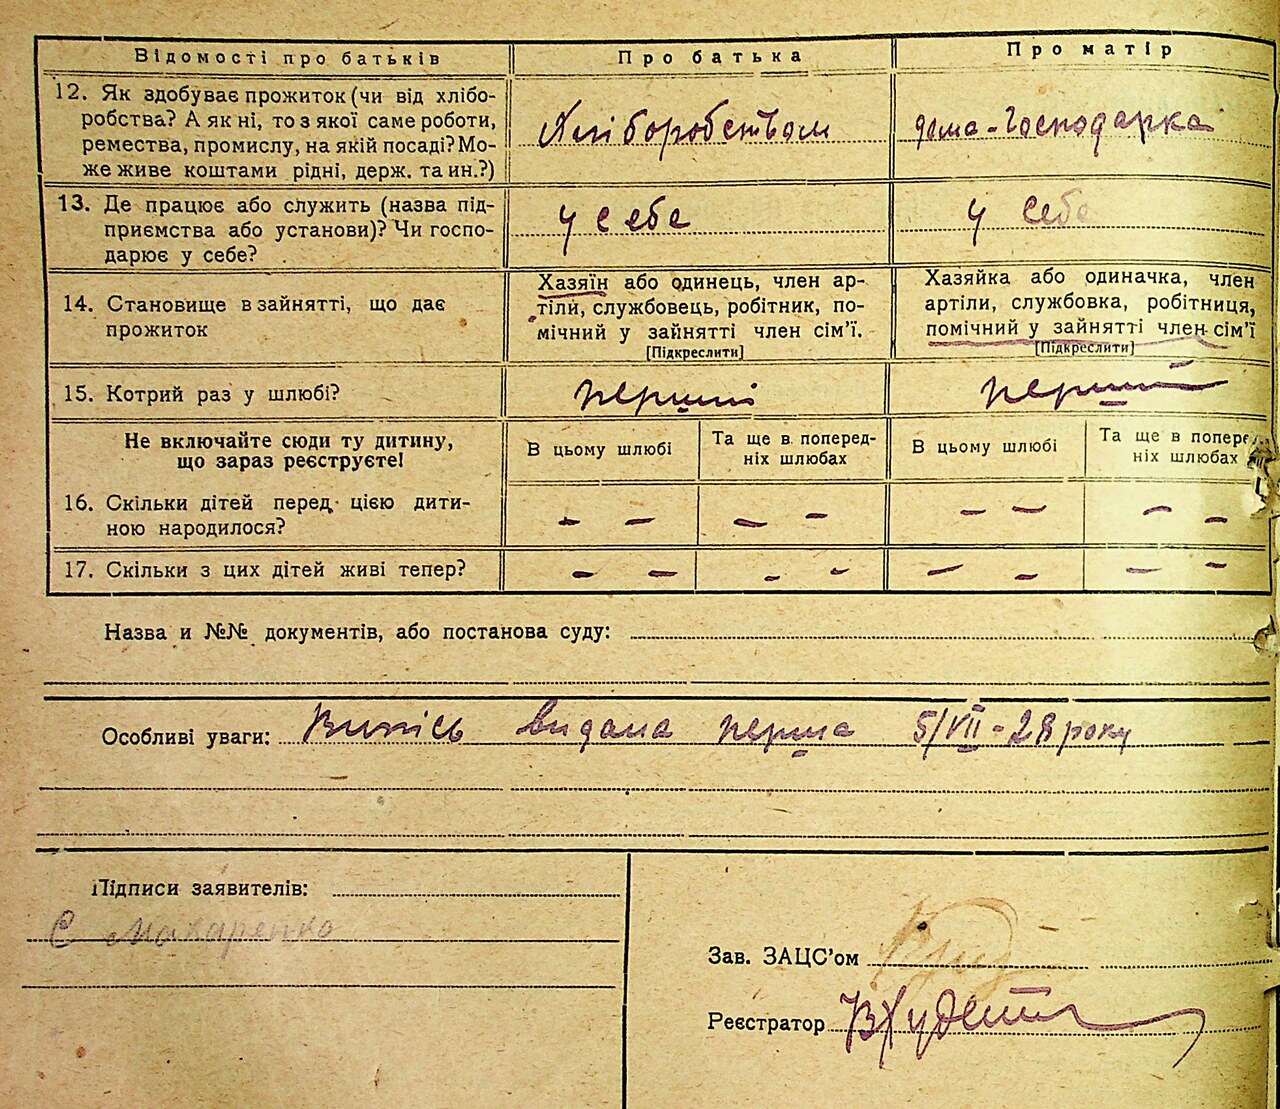 Відомості про батьків
Про батька
Про матір
12. Як здобуває прожиток (чи від хлібо-
робства? А як ні, то з якої саме роботи,
ремества, промислу, на якій посаді? Мо-
же живе коштами рідні, держ. та ин.?)
Хліборобством
дома-господарка
13. Де працює або служить (назва під-
приємства або установи)? Чи госпо-
дарює у себе?
у себе
у себе
14. Становище в зайнятті, що дає
прожиток
Хазяїн або одинець, член ар-
тіли, службовець, робітник, по-
мічний у зайнятті член сім'ї.
[Підкреслити]
Хазяйка або одиначка, член
артіли, службовка, робітниця,
помічний у зайнятті член сім'ї
[Підкреслити]
15. Котрий раз у шлюбі?
перший
перший
Не включайте сюди ту дитину,
що зараз реєструєте!
В цьому шлюбі
Та ще в поперед-
ніх шлюбах
В цьому шлюбі
Та ще в попере
ніх шлюбах
16. Скільки дітей перед цією дити-
ною народилося?
– –
– –
– –
– –
17. Скільки з цих дітей живі тепер?
– –
– –
– –
– –
Назва и №№ документів, або постанова суду:
Особливі уваги: Випісь видана перша 5/VII - 28 року
Підписи заявителів:
Є Макаренко
Зав. ЗАЦС'ом
Реєстратор